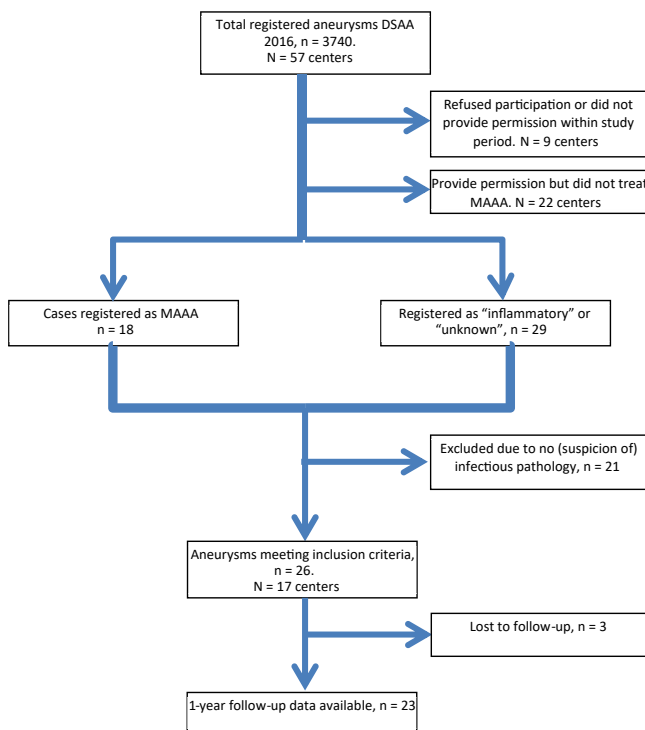 Total registered aneurysms DSAA
2016, n = 3740.
N = 57 centers
Refused participation or did not
provide permission within study
period. N = 9 centers
Provide permission but did not treat
MAAA. N = 22 centers
Cases registered as MAAA
n = 18
Registered as “inflammatory” or
“unknown”, n = 29
Excluded due to no (suspicion of)
infectious pathology, n = 21
Aneurysms meeting inclusion criteria,
n = 26.
N = 17 centers
Lost to follow-up, n = 3
1-year follow-up data available, n = 23